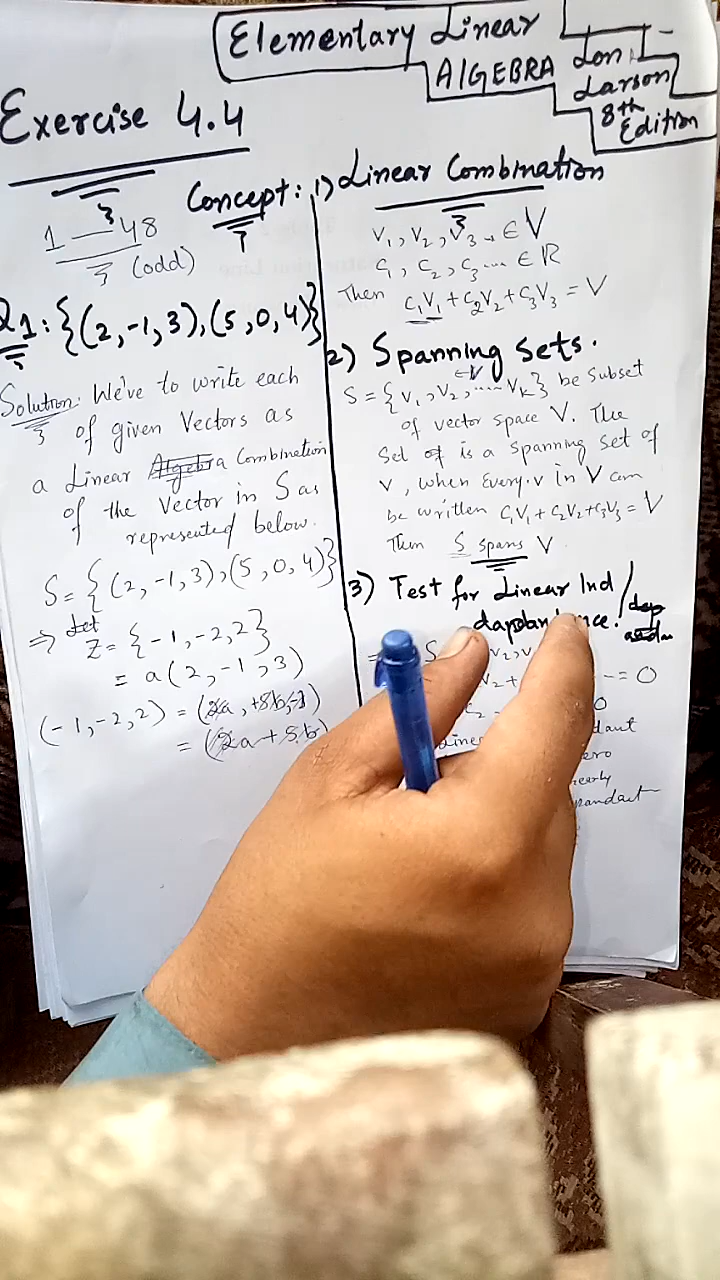 Elementary Linear
ALGEBRA Lon I-
Larson
8th
Edition
Exercise 4.4
1 — 48
(odd)
Concept: 1) Linear Combination
V₁, V₂, V₃ .. ∈ V
C₁, C₂, C₃ .... ∈ R
Then C₁V₁ + C₂V₂ + C₃V₃ = V
Q1: {(2,-1,3), (5,0,4)}
Solution: We've to write each
of given Vectors as
a Linear Combination
of the Vector in S as
represented below.
S = {(2,-1,3), (5,0,4)}
⇒ Let
Z = {-1,-2,2}
= a(2,-1,3)
(-1,-2,2) = (2a, +5b,
= (2a + 5b)
2) Spanning Sets.
S = {V₁, V₂, .... Vk} be Subset
of vector space V. The
Set of is a spanning set of
V, when Every v in V can
be written C₁V₁ + C₂V₂ + C₃V₃ = V
Then S spans V
3) Test for Linear Ind/dep